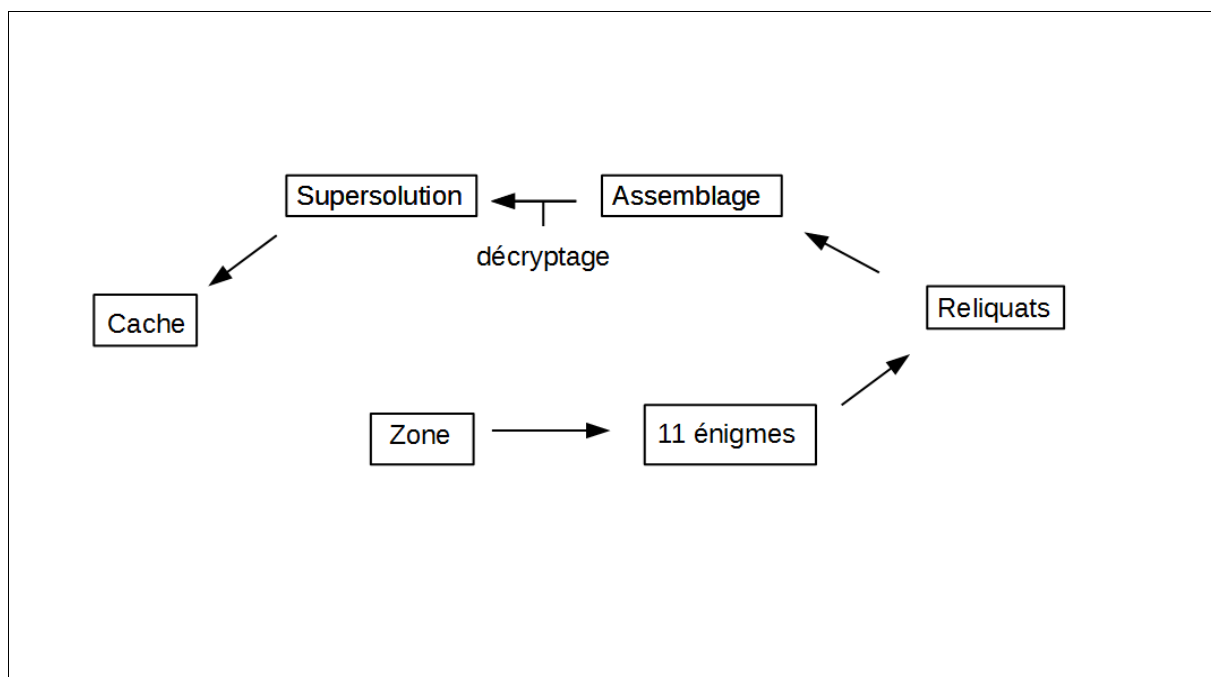 Supersolution
Assemblage
décryptage
Reliquats
Cache
Zone
11 énigmes